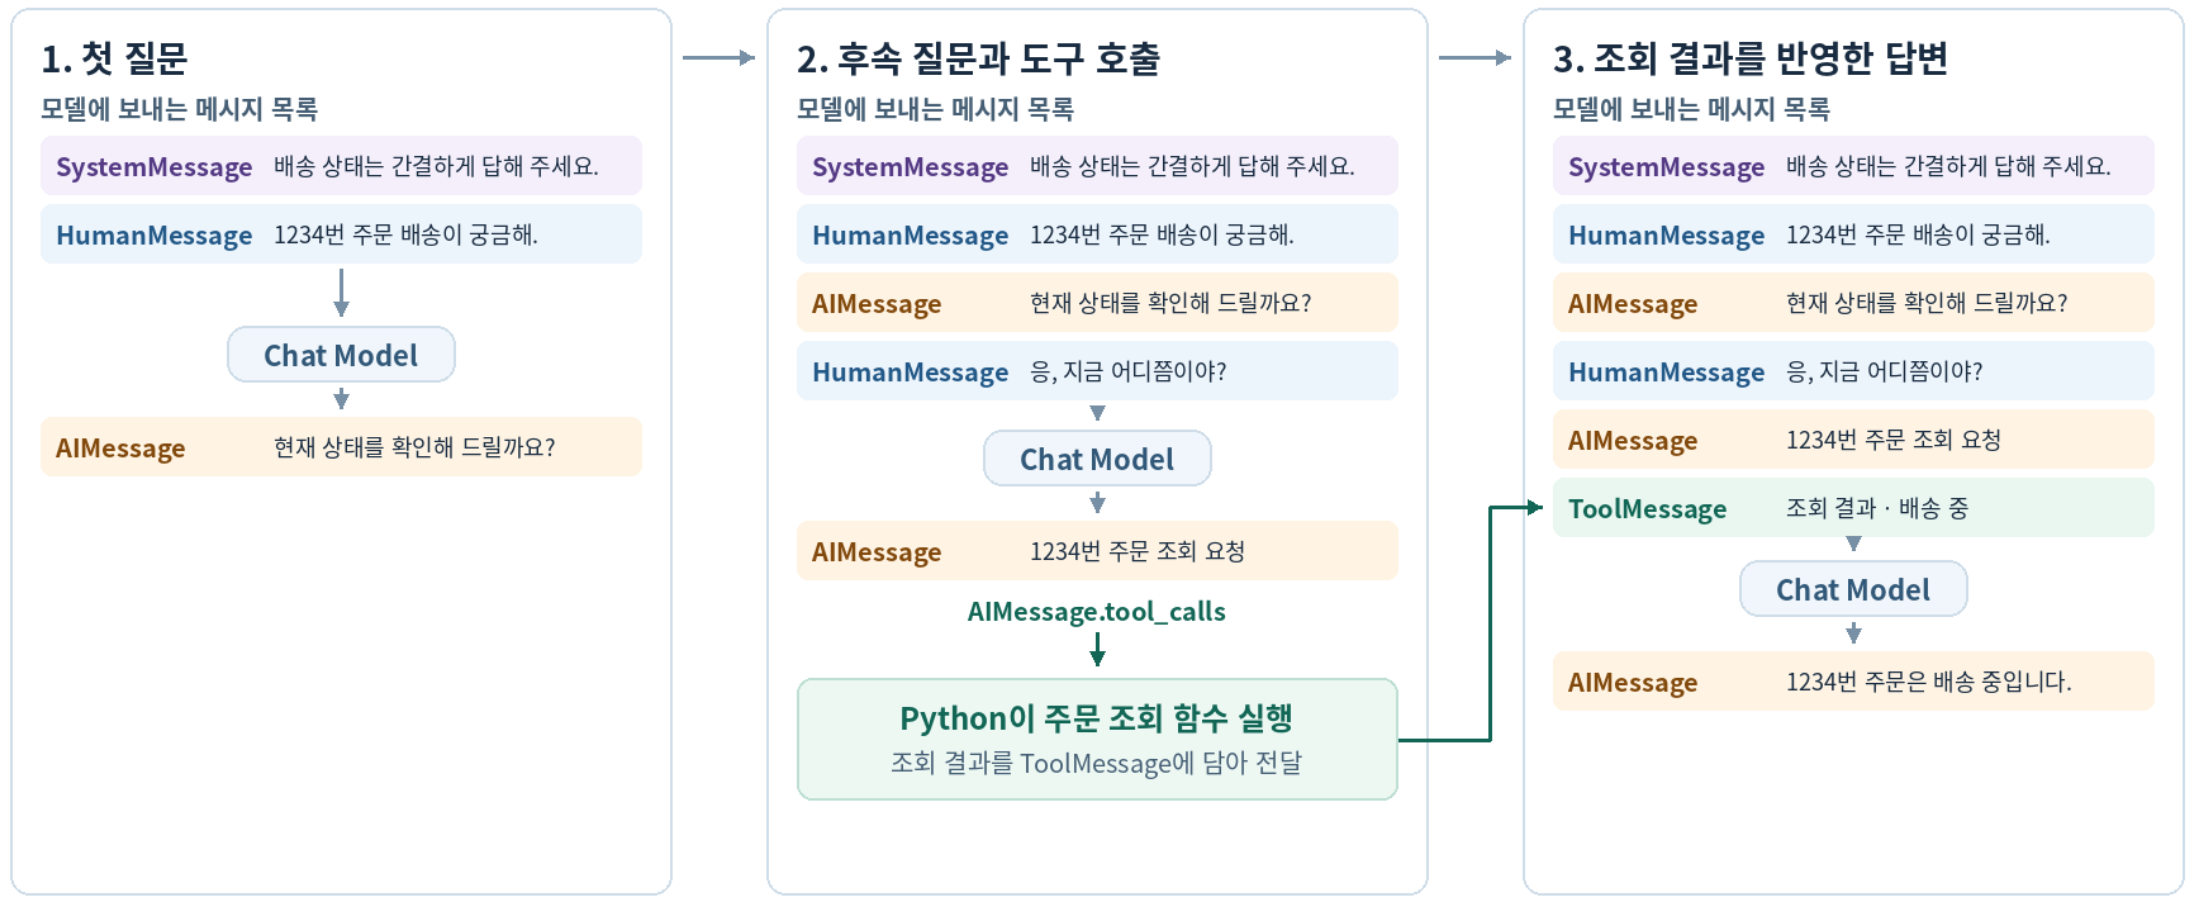 1. 첫 질문
모델에 보내는 메시지 목록
SystemMessage 배송 상태는 간결하게 답해 주세요.
HumanMessage 1234번 주문 배송이 궁금해.
Chat Model
AIMessage 현재 상태를 확인해 드릴까요?
2. 후속 질문과 도구 호출
모델에 보내는 메시지 목록
SystemMessage 배송 상태는 간결하게 답해 주세요.
HumanMessage 1234번 주문 배송이 궁금해.
AIMessage 현재 상태를 확인해 드릴까요?
HumanMessage 응, 지금 어디쯤이야?
Chat Model
AIMessage 1234번 주문 조회 요청
AIMessage.tool_calls
Python이 주문 조회 함수 실행
조회 결과를 ToolMessage에 담아 전달
3. 조회 결과를 반영한 답변
모델에 보내는 메시지 목록
SystemMessage 배송 상태는 간결하게 답해 주세요.
HumanMessage 1234번 주문 배송이 궁금해.
AIMessage 현재 상태를 확인해 드릴까요?
HumanMessage 응, 지금 어디쯤이야?
AIMessage 1234번 주문 조회 요청
ToolMessage 조회 결과 · 배송 중
Chat Model
AIMessage 1234번 주문은 배송 중입니다.